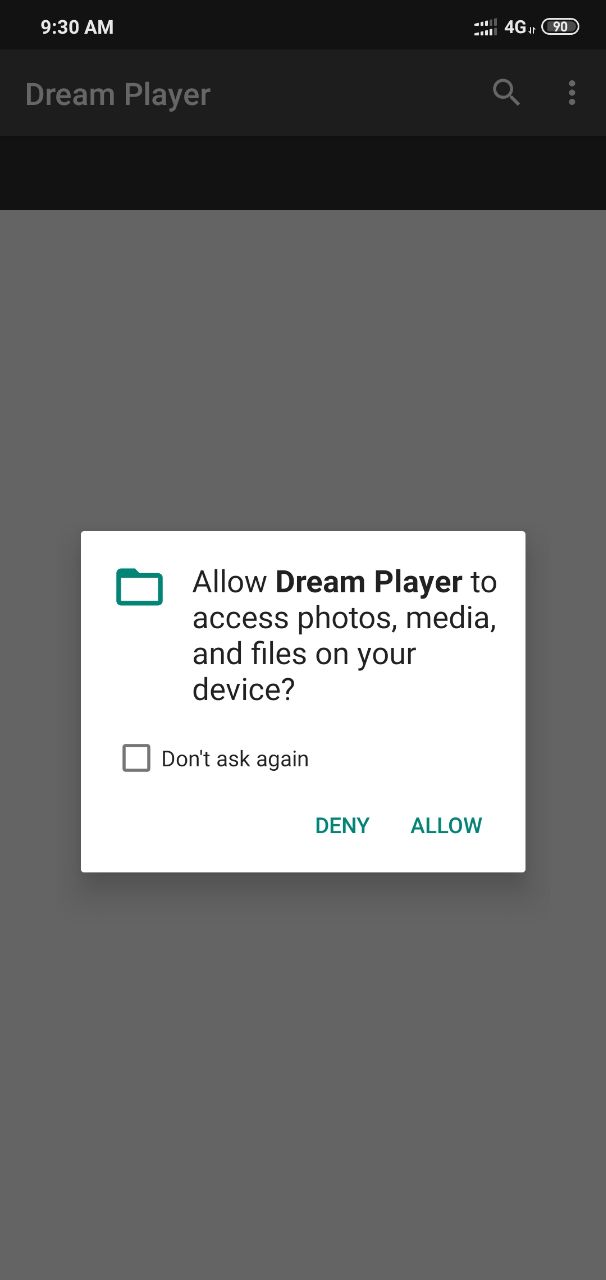 9:30 AM 4G 90
Dream Player
Allow Dream Player to
access photos, media,
and files on your
device?
Don't ask again
DENY ALLOW